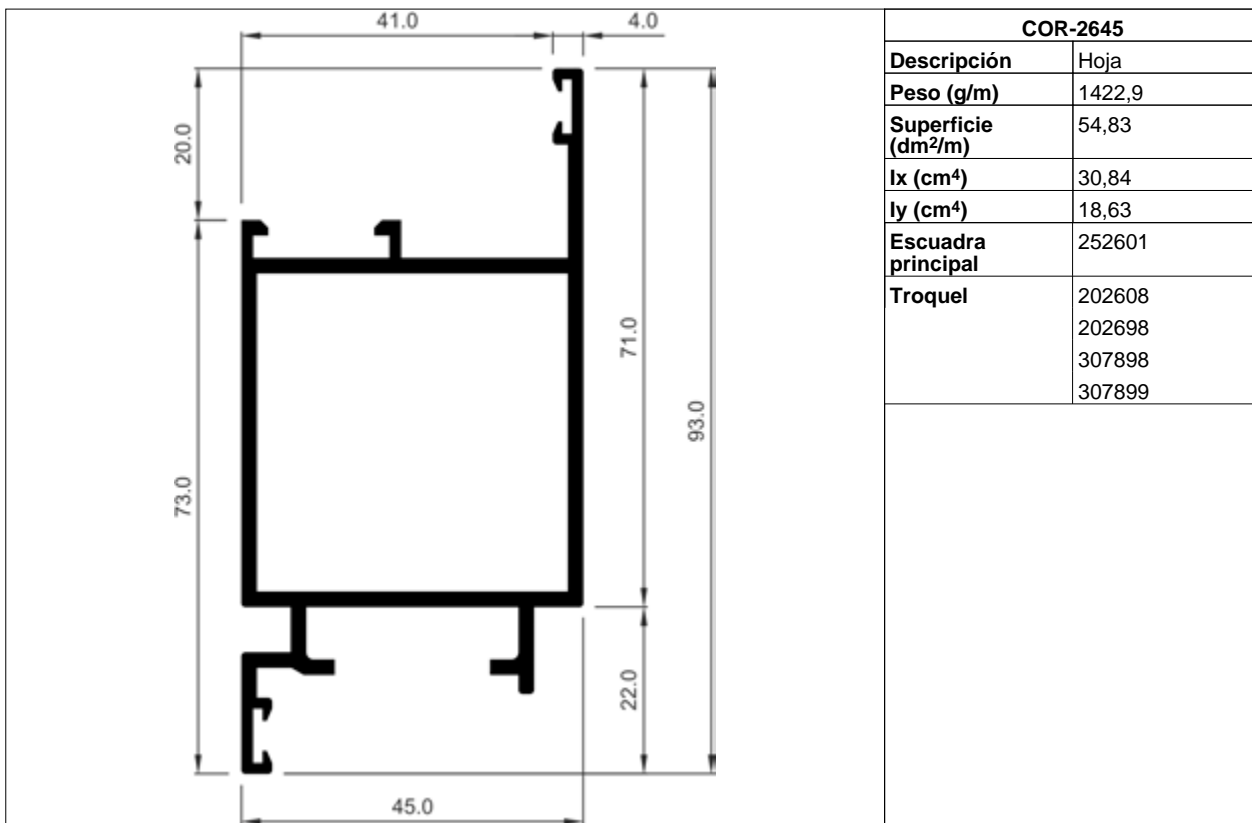 41.0
4.0
20.0
71.0
93.0
73.0
22.0
45.0
COR-2645
Descripción Hoja
Peso (g/m) 1422,9
Superficie 54,83
(dm²/m)
Ix (cm⁴) 30,84
Iy (cm⁴) 18,63
Escuadra 252601
principal
Troquel 202608
202698
307898
307899